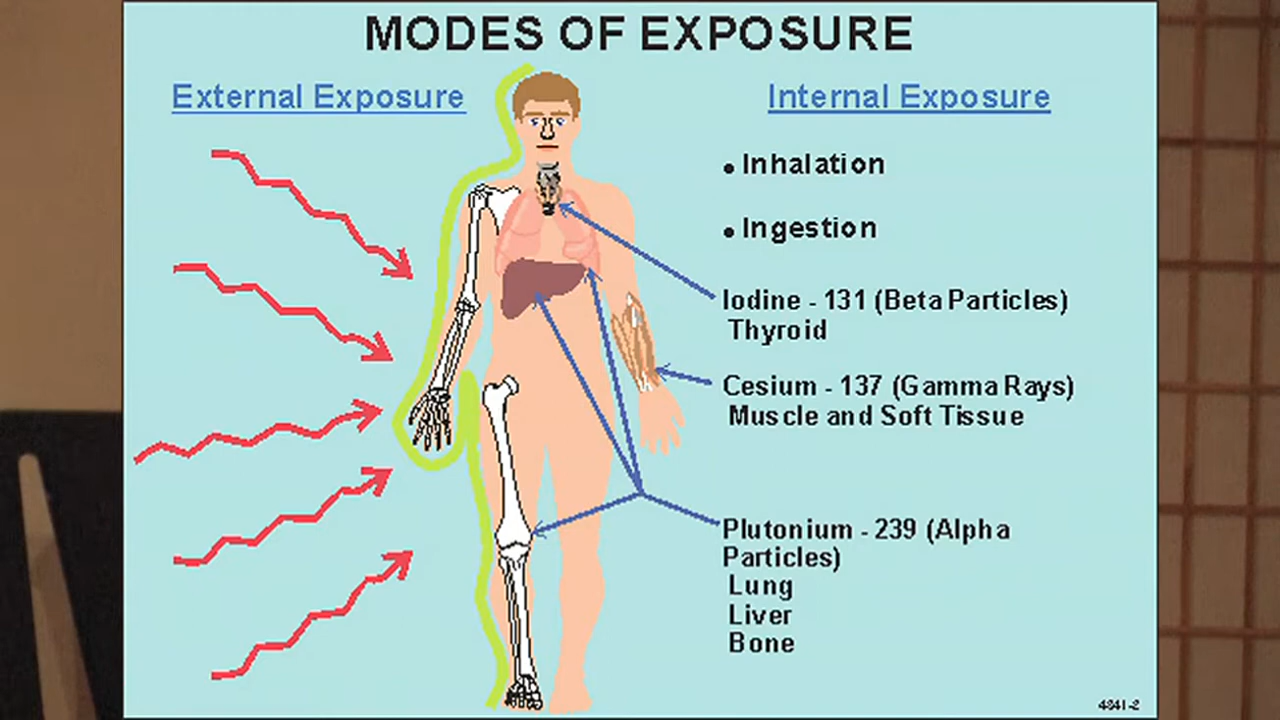 MODES OF EXPOSURE
External Exposure
Internal Exposure
• Inhalation
• Ingestion
Iodine - 131 (Beta Particles)
Thyroid
Cesium - 137 (Gamma Rays)
Muscle and Soft Tissue
Plutonium - 239 (Alpha
Particles)
Lung
Liver
Bone
4841-2